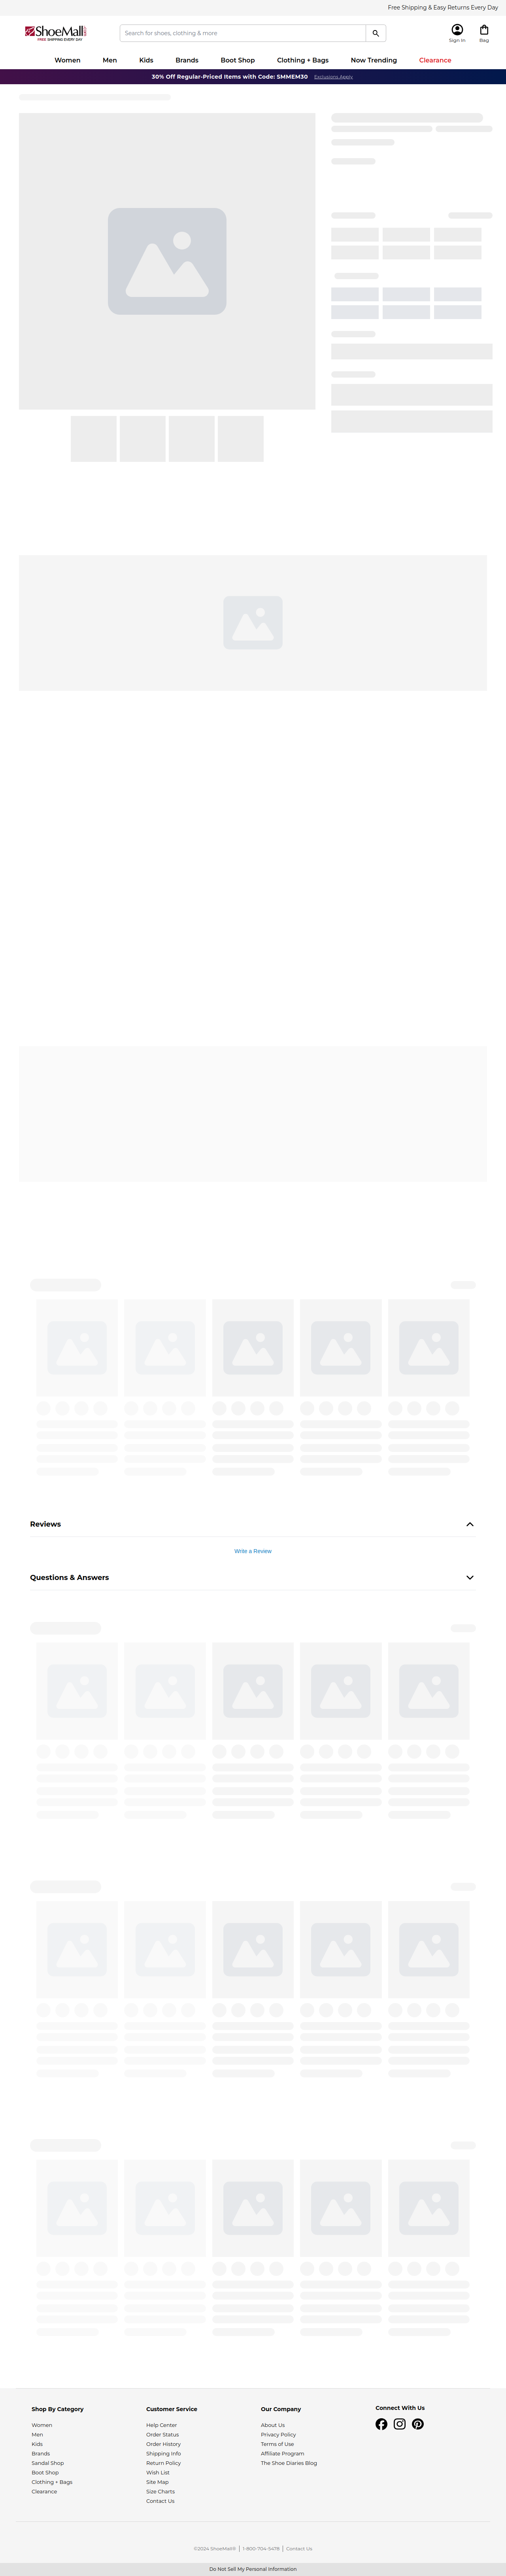 Free Shipping & Easy Returns Every Day
ShoeMall
FREE SHIPPING EVERY DAY
Search for shoes, clothing & more
Sign In
Bag
Women Men Kids Brands Boot Shop Clothing + Bags Now Trending Clearance
30% Off Regular-Priced Items with Code: SMMEM30 Exclusions Apply
Reviews
Write a Review
Questions & Answers
Shop By Category
Women
Men
Kids
Brands
Sandal Shop
Boot Shop
Clothing + Bags
Clearance
Customer Service
Help Center
Order Status
Order History
Shipping Info
Return Policy
Wish List
Site Map
Size Charts
Contact Us
Our Company
About Us
Privacy Policy
Terms of Use
Affiliate Program
The Shoe Diaries Blog
Connect With Us
©2024 ShoeMall® | 1-800-704-5478 | Contact Us
Do Not Sell My Personal Information